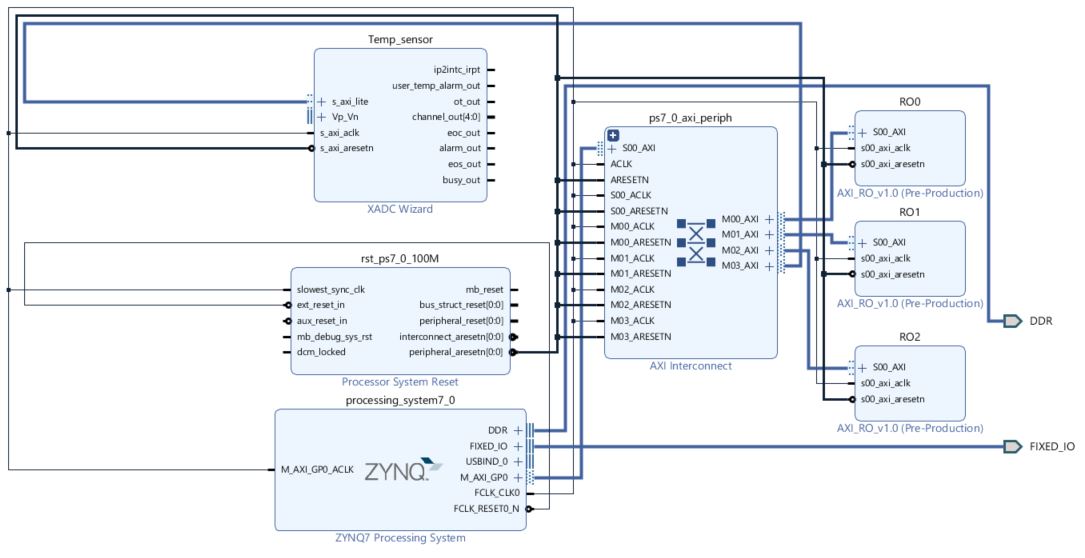 Temp_sensor
ip2intc_irpt
user_temp_alarm_out
s_axi_lite
ot_out
Vp_Vn
channel_out[4:0]
s_axi_aclk
eoc_out
s_axi_aresetn
alarm_out
eos_out
busy_out
XADC Wizard
rst_ps7_0_100M
slowest_sync_clk
mb_reset
ext_reset_in
bus_struct_reset[0:0]
aux_reset_in
peripheral_reset[0:0]
mb_debug_sys_rst
interconnect_aresetn[0:0]
dcm_locked
peripheral_aresetn[0:0]
Processor System Reset
processing_system7_0
DDR
FIXED_IO
USBIND_0
M_AXI_GP0_ACLK
ZYNQ
M_AXI_GP0
FCLK_CLK0
FCLK_RESET0_N
ZYNQ7 Processing System
ps7_0_axi_periph
S00_AXI
ACLK
ARESETN
S00_ACLK
S00_ARESETN
M00_ACLK
M00_ARESETN
M01_ACLK
M01_ARESETN
M02_ACLK
M02_ARESETN
M03_ACLK
M03_ARESETN
M00_AXI
M01_AXI
M02_AXI
M03_AXI
AXI Interconnect
RO0
S00_AXI
s00_axi_aclk
s00_axi_aresetn
AXI_RO_v1.0 (Pre-Production)
RO1
S00_AXI
s00_axi_aclk
s00_axi_aresetn
AXI_RO_v1.0 (Pre-Production)
RO2
S00_AXI
s00_axi_aclk
s00_axi_aresetn
AXI_RO_v1.0 (Pre-Production)
DDR
FIXED_IO